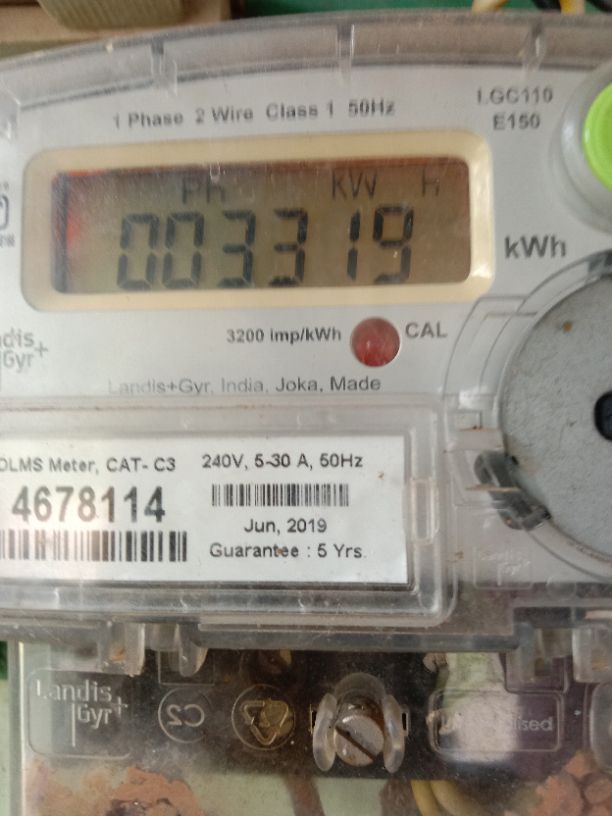 LGC110
1 Phase 2 Wire Class 1 50Hz
E150
Ph kW H
003319
kWh
3200 imp/kWh
CAL
Gyr+
Landis+Gyr, India, Joka, Made
DLMS Meter, CAT- C3
240V, 5-30 A, 50Hz
4678114
Jun, 2019
Guarantee : 5 Yrs.
Landis
Gyr+
C2
7